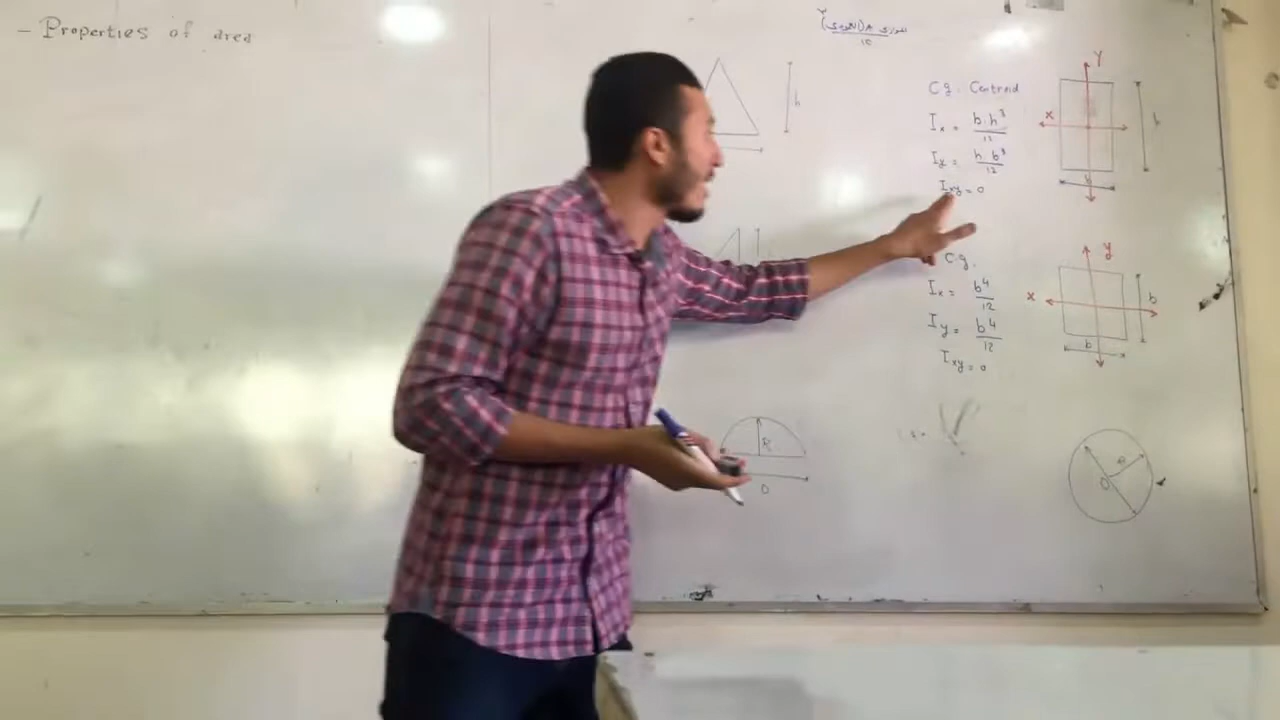 - Properties of area
h
C.g. Centroid
Ix = b.h³/12
Iy = h.b³/12
Ixy = 0
Y
x
h
b
C.g.
Ix = b⁴/12
Iy = b⁴/12
Ixy = 0
y
x
b
b
R
D